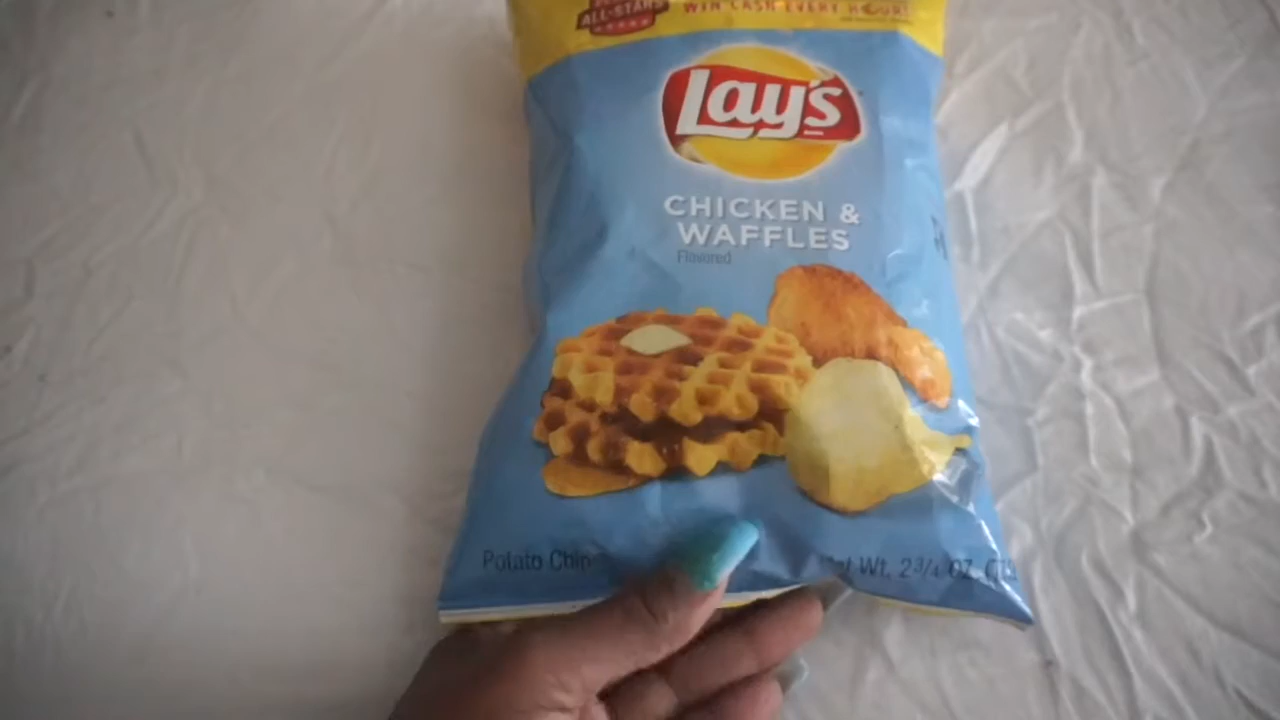 ALL-STARS
WIN CASH EVERY HOUR!
Lay's
CHICKEN &
WAFFLES
Flavored
Potato Chip
Net Wt. 2 3/4 OZ.